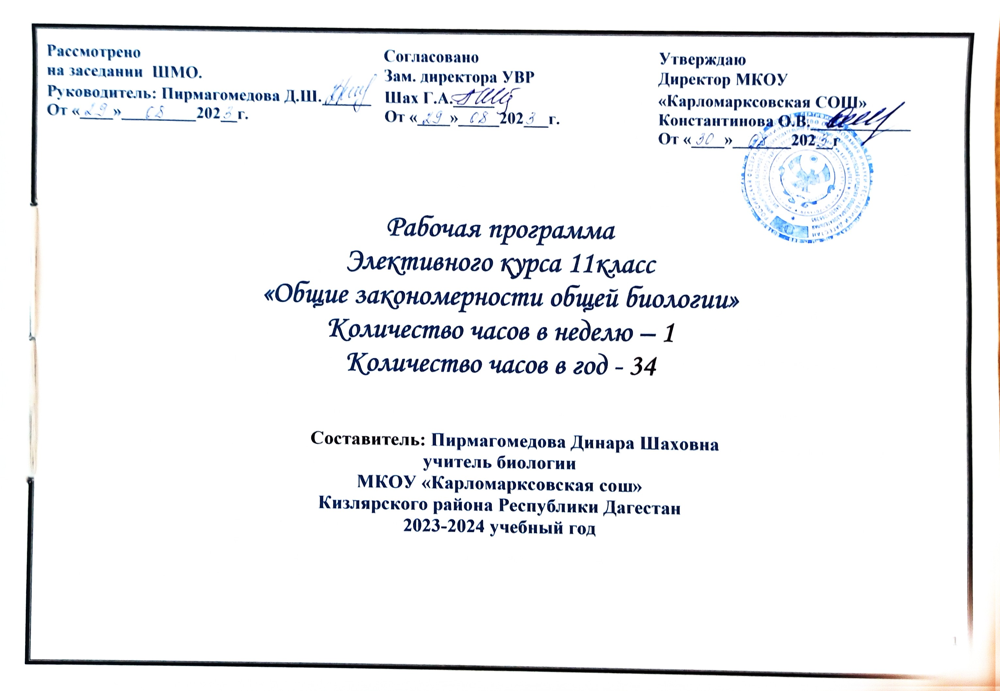 Рассмотрено
на заседании ШМО.
Руководитель: Пирмагомедова Д.Ш.
От «29» 08 2023г.
Согласовано
Зам. директора УВР
Шах Г.А.
От «29» 08 2023 г.
Утверждаю
Директор МКОУ
«Карломарксовская СОШ»
Константинова О.В.
От «30» 08 2023 г
Рабочая программа
Элективного курса 11класс
«Общие закономерности общей биологии»
Количество часов в неделю – 1
Количество часов в год - 34
Составитель: Пирмагомедова Динара Шаховна
учитель биологии
МКОУ «Карломарксовская сош»
Кизлярского района Республики Дагестан
2023-2024 учебный год
1